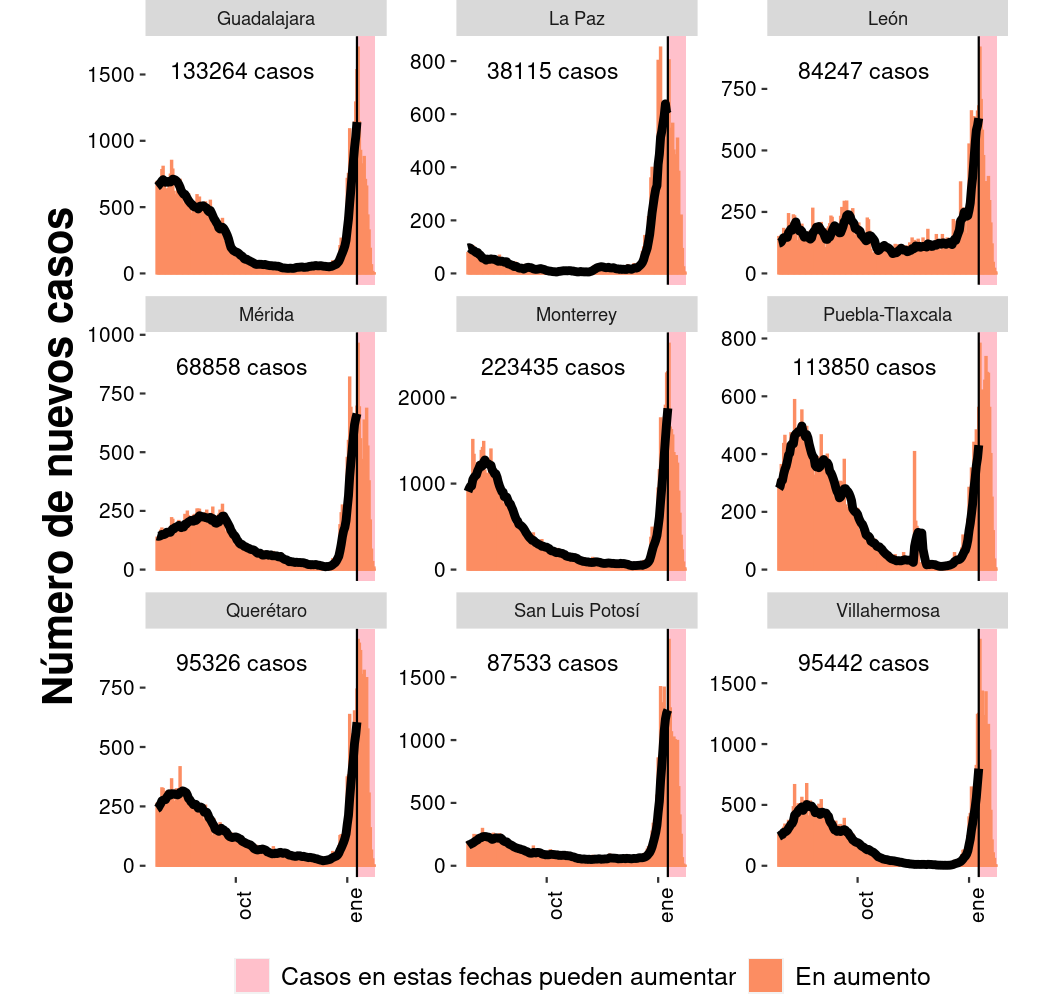 Número de nuevos casos
Guadalajara
133264 casos
1500
1000
500
0
La Paz
38115 casos
800
600
400
200
0
León
84247 casos
750
500
250
0
Mérida
68858 casos
1000
750
500
250
0
Monterrey
223435 casos
2000
1000
0
Puebla-Tlaxcala
113850 casos
800
600
400
200
0
Querétaro
95326 casos
750
500
250
0
oct
ene
San Luis Potosí
87533 casos
1500
1000
500
0
oct
ene
Villahermosa
95442 casos
1500
1000
500
0
oct
ene
Casos en estas fechas pueden aumentar
En aumento